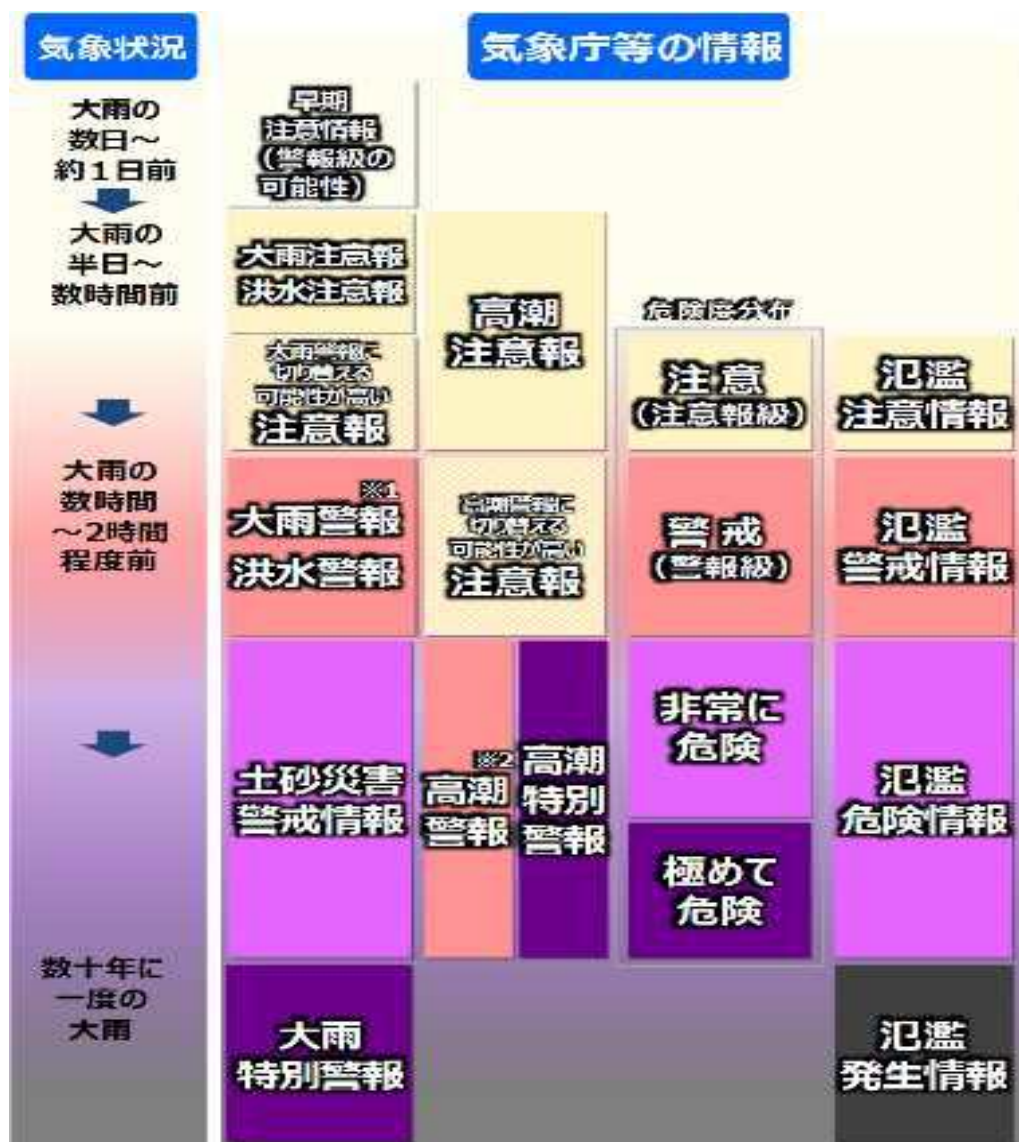 気象状況
気象庁等の情報
大雨の
数日～
約１日前
早期
注意情報
（警報級の
可能性）
大雨の
半日～
数時間前
大雨注意報
洪水注意報
高潮
注意報
危険度分布
大雨警報に
切り替える
可能性が高い
注意報
注意
（注意報級）
氾濫
注意情報
大雨の
数時間
～2時間
程度前
※1
大雨警報
洪水警報
高潮警報に
切り替える
可能性が高い
注意報
警戒
（警報級）
氾濫
警戒情報
土砂災害
警戒情報
※2
高潮
警報
高潮
特別
警報
非常に
危険
極めて
危険
氾濫
危険情報
数十年に
一度の
大雨
大雨
特別警報
氾濫
発生情報